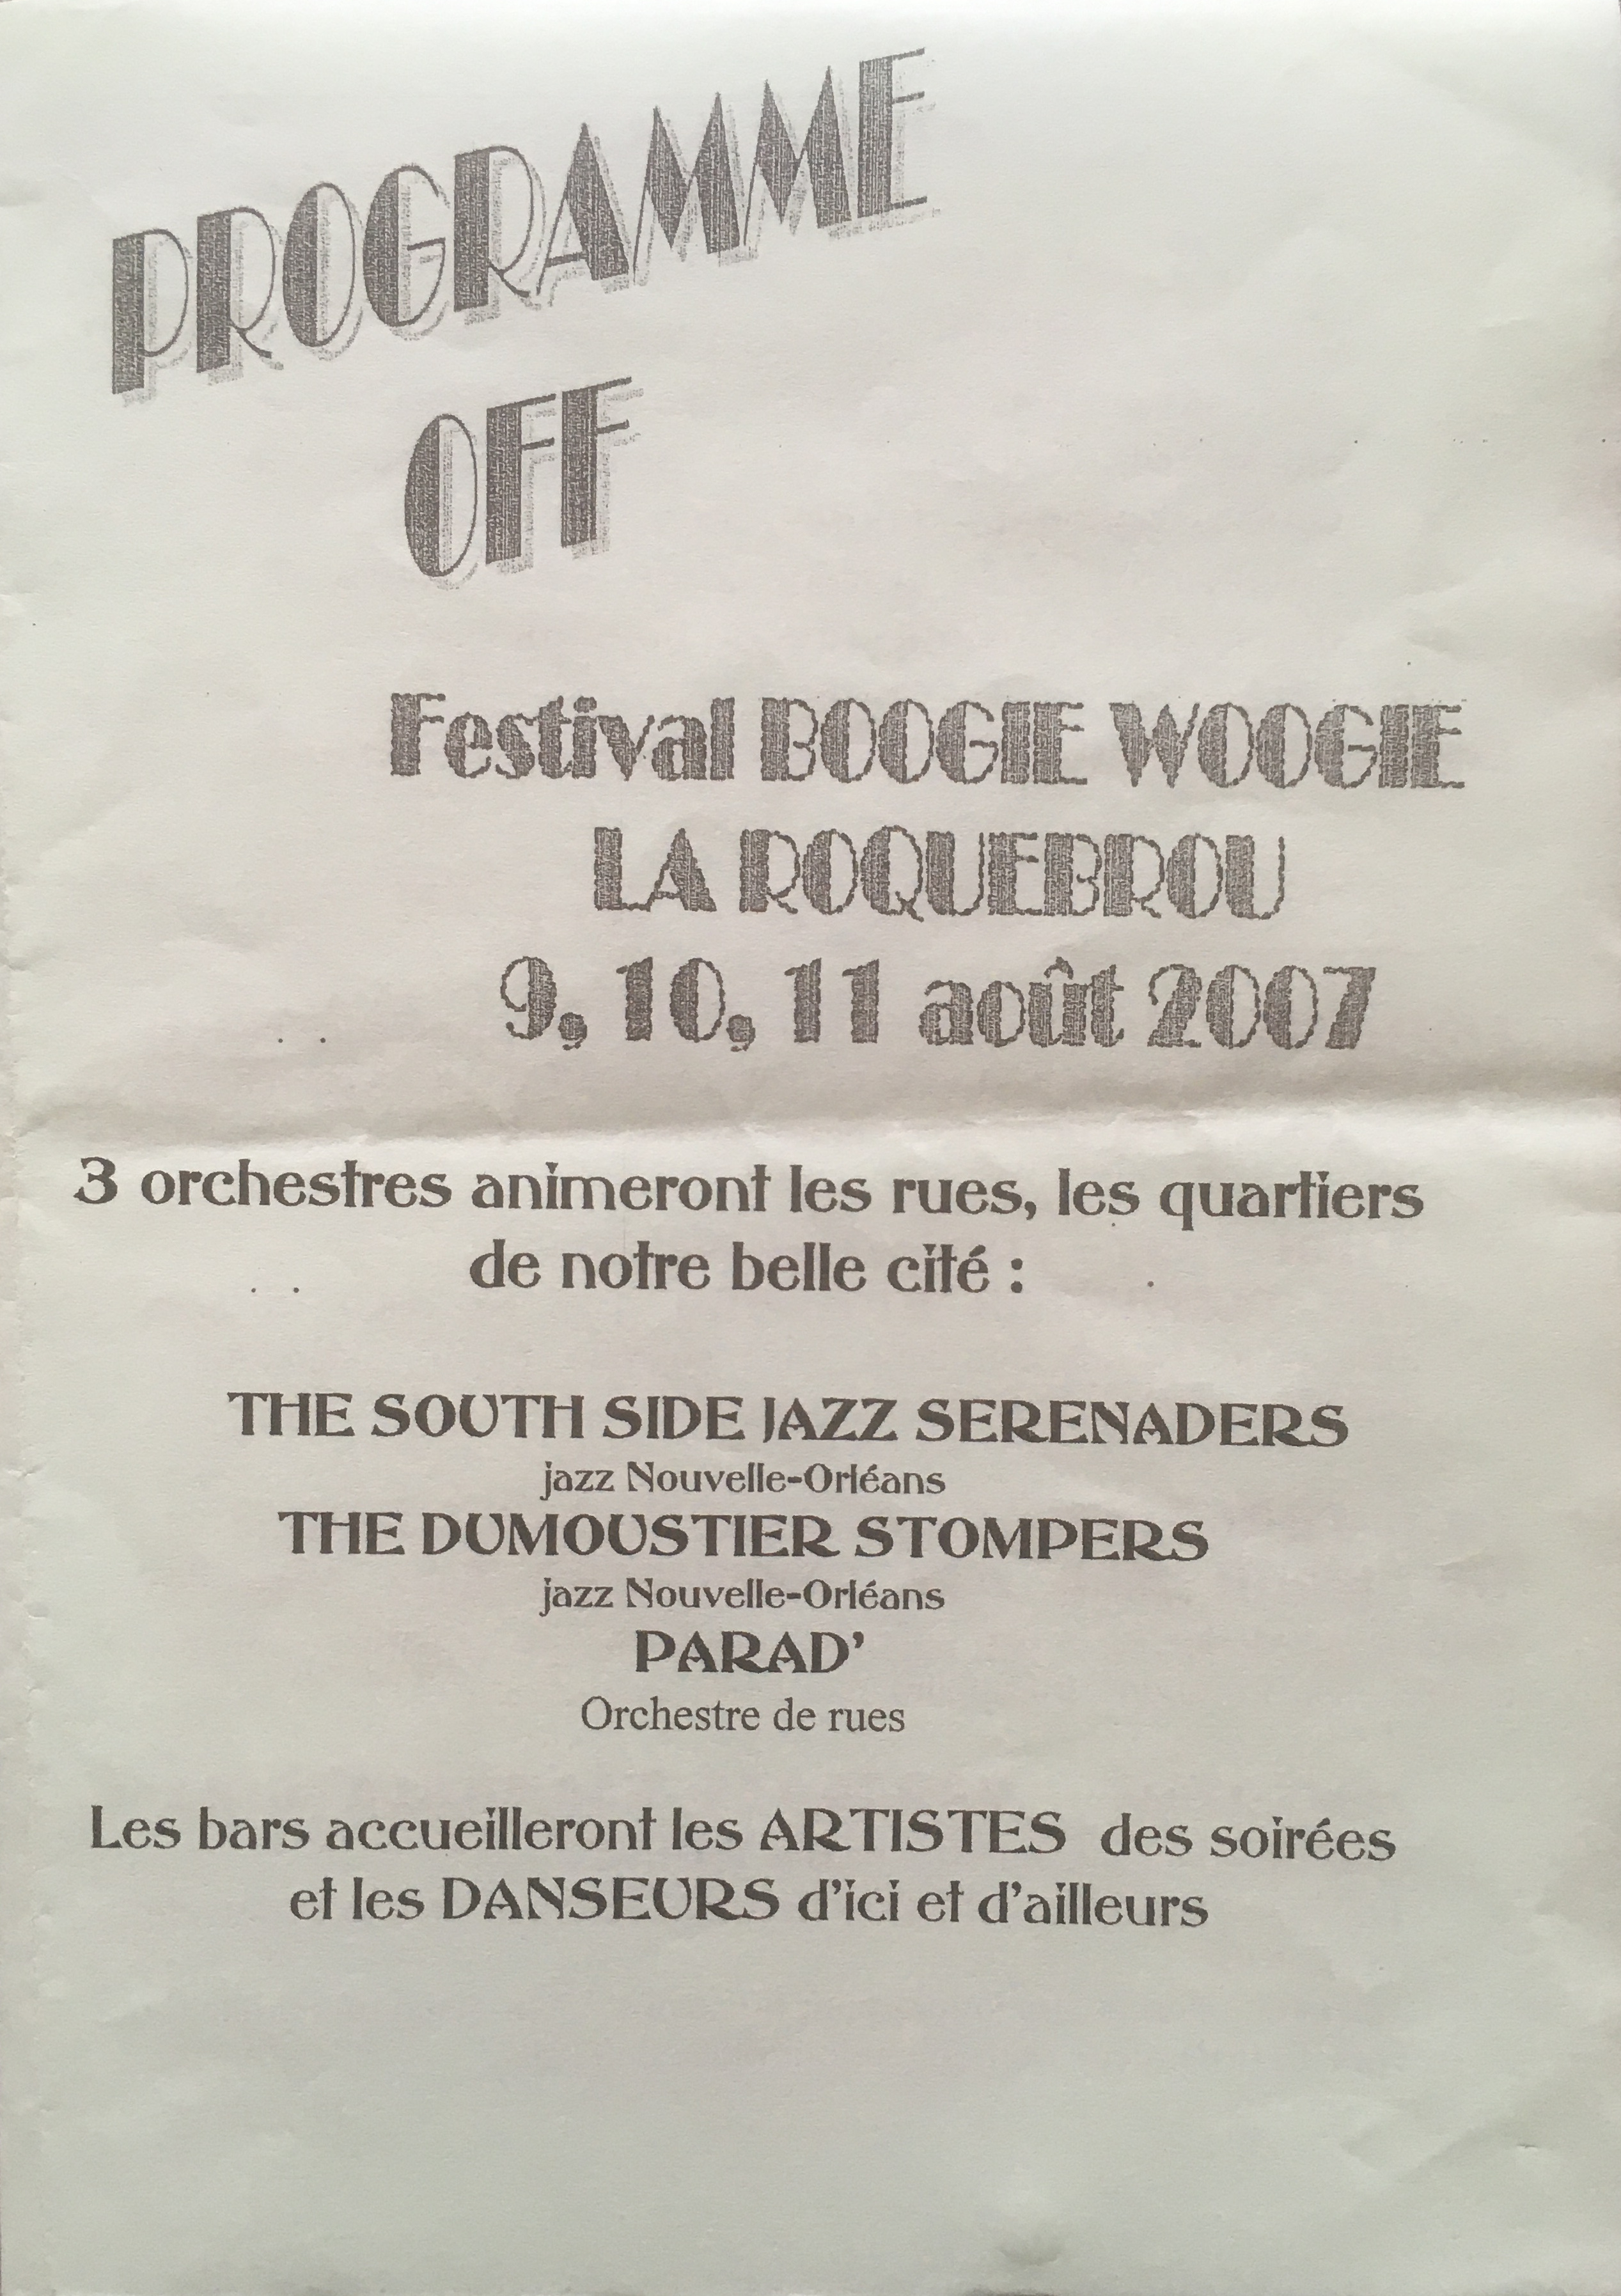 PROGRAMME
OFF
Festival BOOGIE WOOGIE
LA ROQUEBROU
9, 10, 11 août 2007
3 orchestres animeront les rues, les quartiers
de notre belle cité :
THE SOUTH SIDE JAZZ SERENADERS
jazz Nouvelle-Orléans
THE DUMOUSTIER STOMPERS
jazz Nouvelle-Orléans
PARAD'
Orchestre de rues
Les bars accueilleront les ARTISTES des soirées
et les DANSEURS d'ici et d'ailleurs